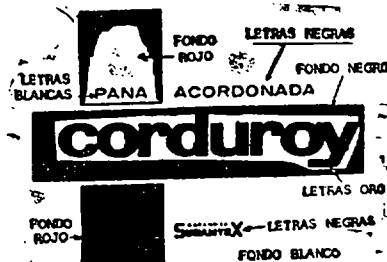 LETRAS NEGRAS
FONDO
ROJO
FONDO NEGRO
LETRAS
BLANCAS
PANA ACORDONADA
corduroy
LETRAS ORO
FONDO
ROJO
LETRAS NEGRAS
FONDO BLANCO